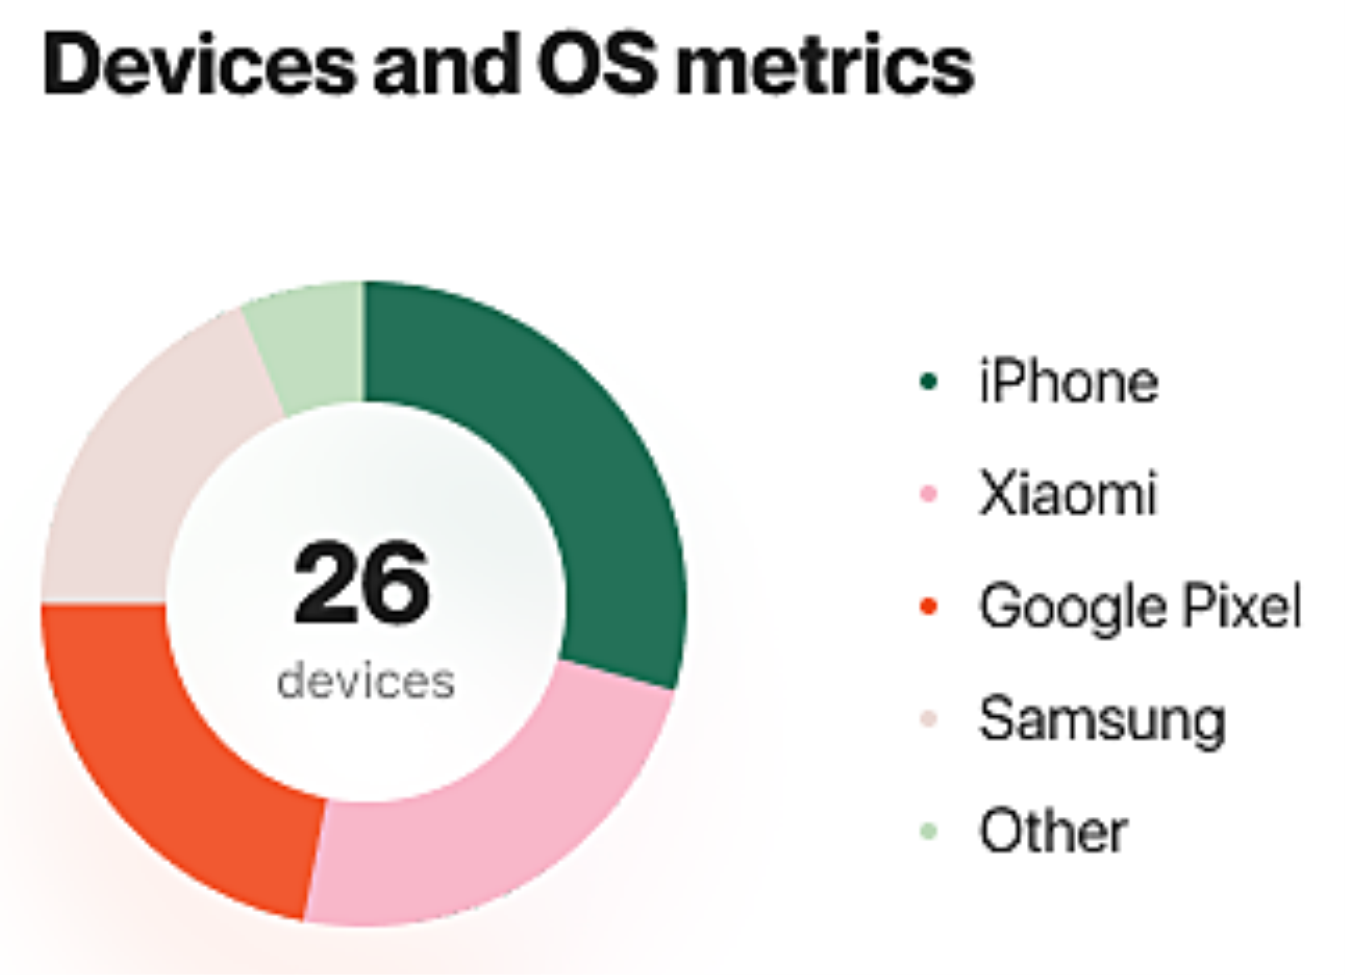 Devices and OS metrics
26
devices
iPhone
Xiaomi
Google Pixel
Samsung
Other